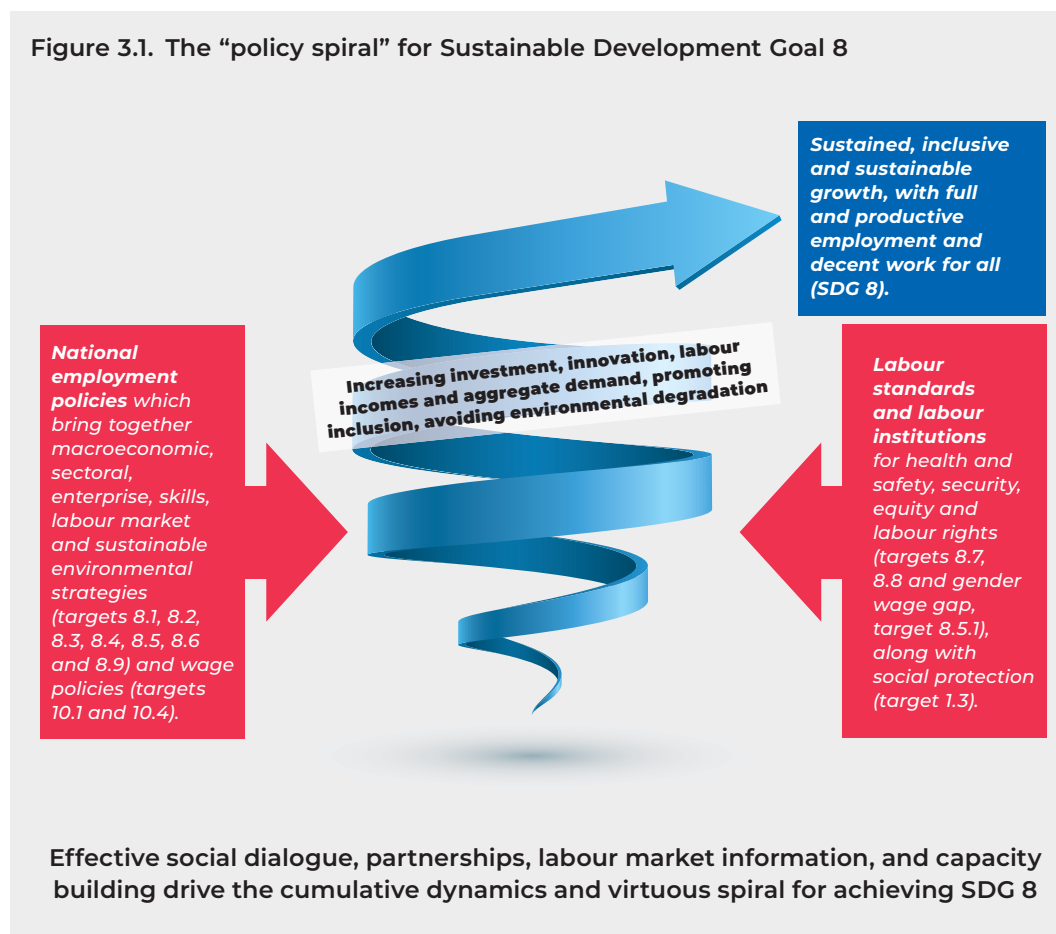 Figure 3.1. The “policy spiral” for Sustainable Development Goal 8
Sustained, inclusive
and sustainable
growth, with full
and productive
employment and
decent work for all
(SDG 8).
National
employment
policies which
bring together
macroeconomic,
sectoral,
enterprise, skills,
labour market
and sustainable
environmental
strategies
(targets 8.1, 8.2,
8.3, 8.4, 8.5, 8.6
and 8.9) and wage
policies (targets
10.1 and 10.4).
Increasing investment, innovation, labour
incomes and aggregate demand, promoting
inclusion, avoiding environmental degradation
Labour
standards
and labour
institutions
for health and
safety, security,
equity and
labour rights
(targets 8.7,
8.8 and gender
wage gap,
target 8.5.1),
along with
social protection
(target 1.3).
Effective social dialogue, partnerships, labour market information, and capacity
building drive the cumulative dynamics and virtuous spiral for achieving SDG 8